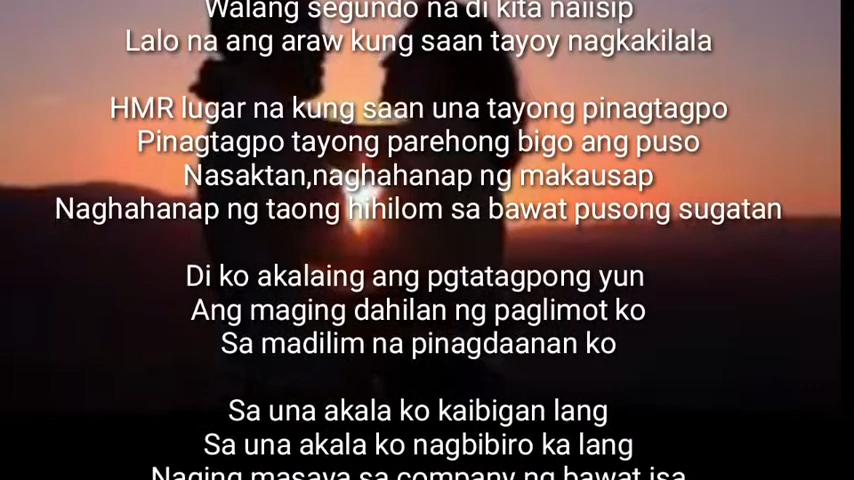 Walang segundo na di kita naiisip
Lalo na ang araw kung saan tayoy nagkakilala
HMR lugar na kung saan una tayong pinagtagpo
Pinagtagpo tayong parehong bigo ang puso
Nasaktan,naghahanap ng makausap
Naghahanap ng taong hihilom sa bawat pusong sugatan
Di ko akalaing ang pgtatagpong yun
Ang maging dahilan ng paglimot ko
Sa madilim na pinagdaanan ko
Sa una akala ko kaibigan lang
Sa una akala ko nagbibiro ka lang
Naging masaya sa company ng bawat isa